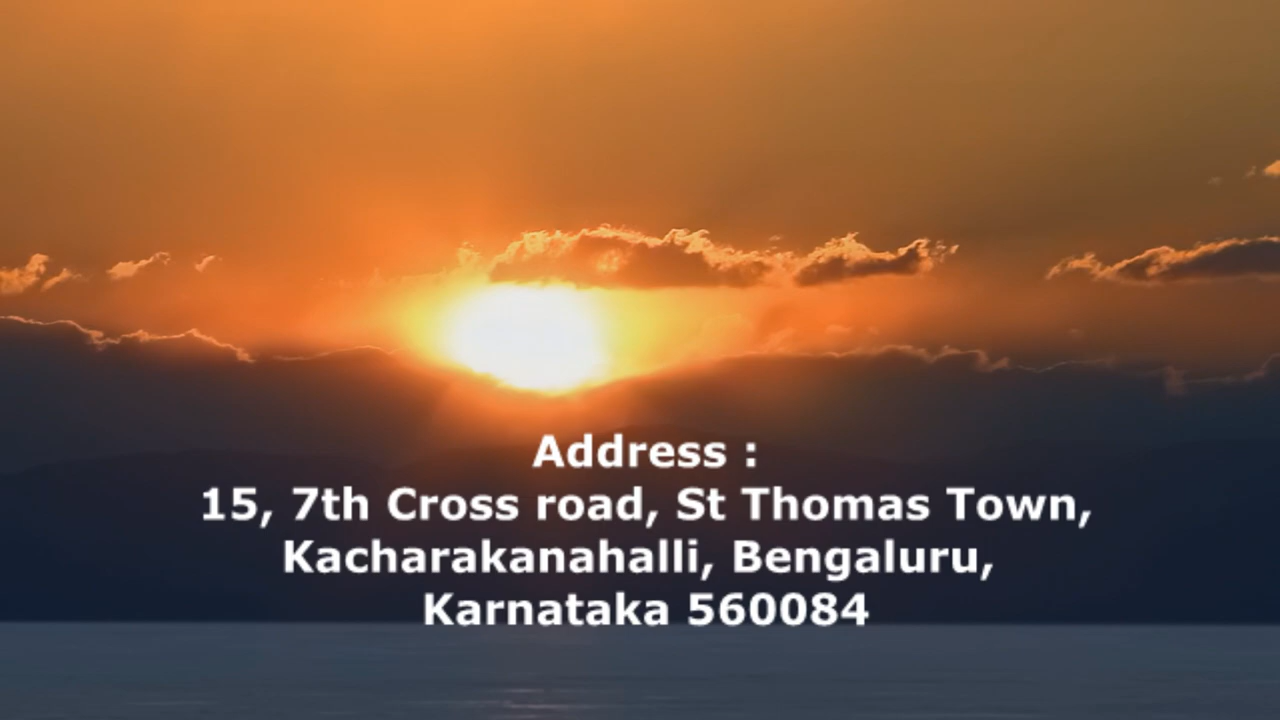 Address :
15, 7th Cross road, St Thomas Town,
Kacharakanahalli, Bengaluru,
Karnataka 560084